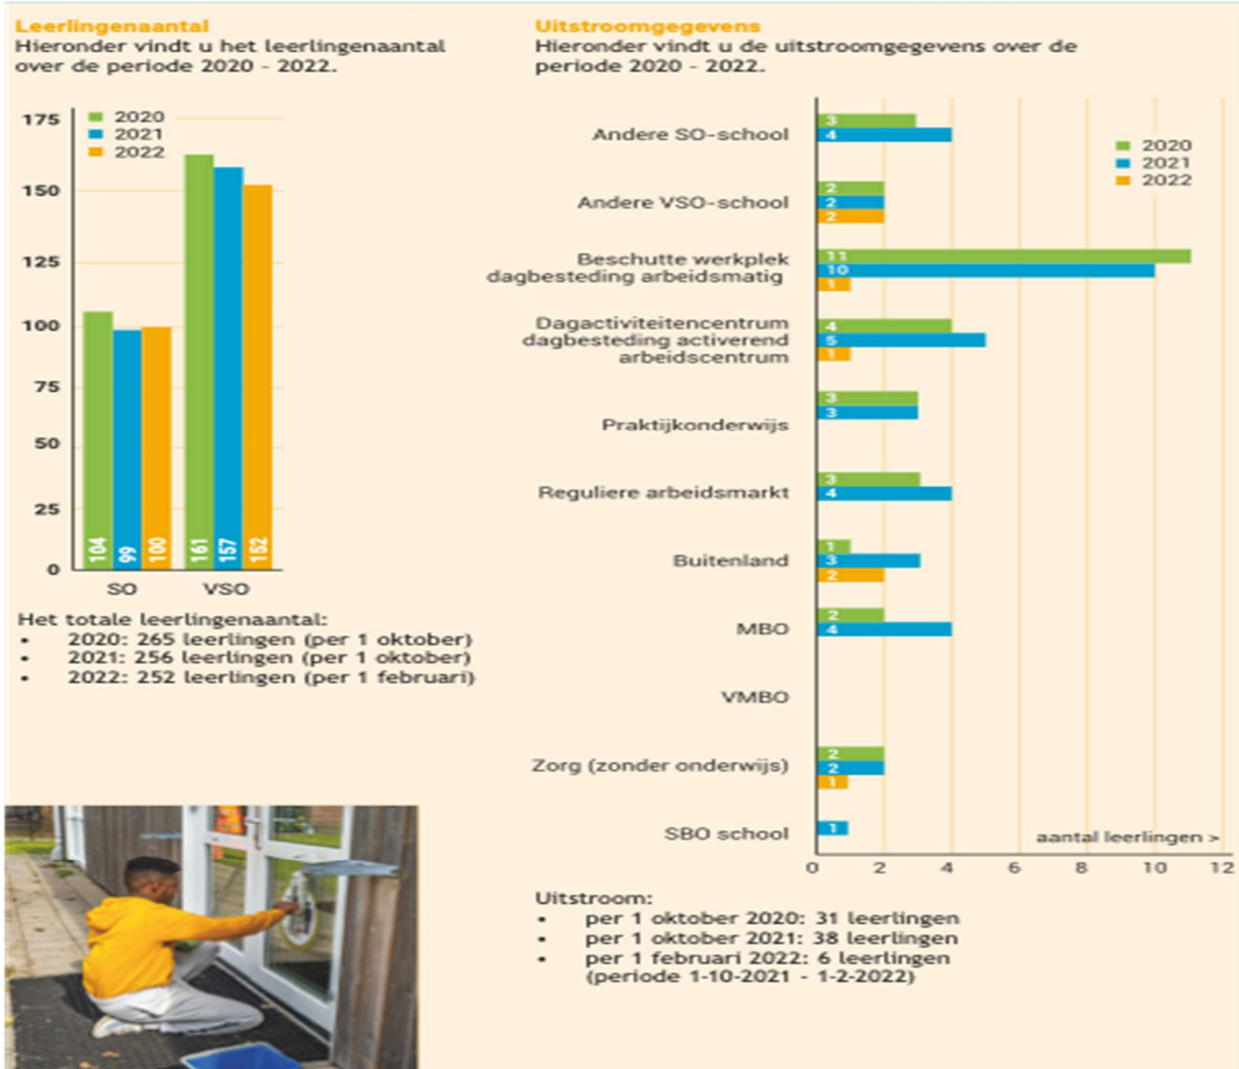 Leerlingenaantal
Hieronder vindt u het leerlingenaantal
over de periode 2020 - 2022.
175
150
125
100
75
50
25
0
2020
2021
2022
104
99
100
161
157
152
SO
VSO
Het totale leerlingenaantal:
• 2020: 265 leerlingen (per 1 oktober)
• 2021: 256 leerlingen (per 1 oktober)
• 2022: 252 leerlingen (per 1 februari)
Uitstroomgegevens
Hieronder vindt u de uitstroomgegevens over de
periode 2020 - 2022.
2020
2021
2022
Andere SO-school
3
4
Andere VSO-school
2
2
2
Beschutte werkplek
dagbesteding arbeidsmatig
11
10
1
Dagactiviteitencentrum
dagbesteding activerend
arbeidscentrum
4
5
1
Praktijkonderwijs
3
3
Reguliere arbeidsmarkt
3
4
Buitenland
1
3
2
MBO
2
4
VMBO
Zorg (zonder onderwijs)
2
2
1
SBO school
1
aantal leerlingen >
0 2 4 6 8 10 12
Uitstroom:
• per 1 oktober 2020: 31 leerlingen
• per 1 oktober 2021: 38 leerlingen
• per 1 februari 2022: 6 leerlingen
(periode 1-10-2021 - 1-2-2022)